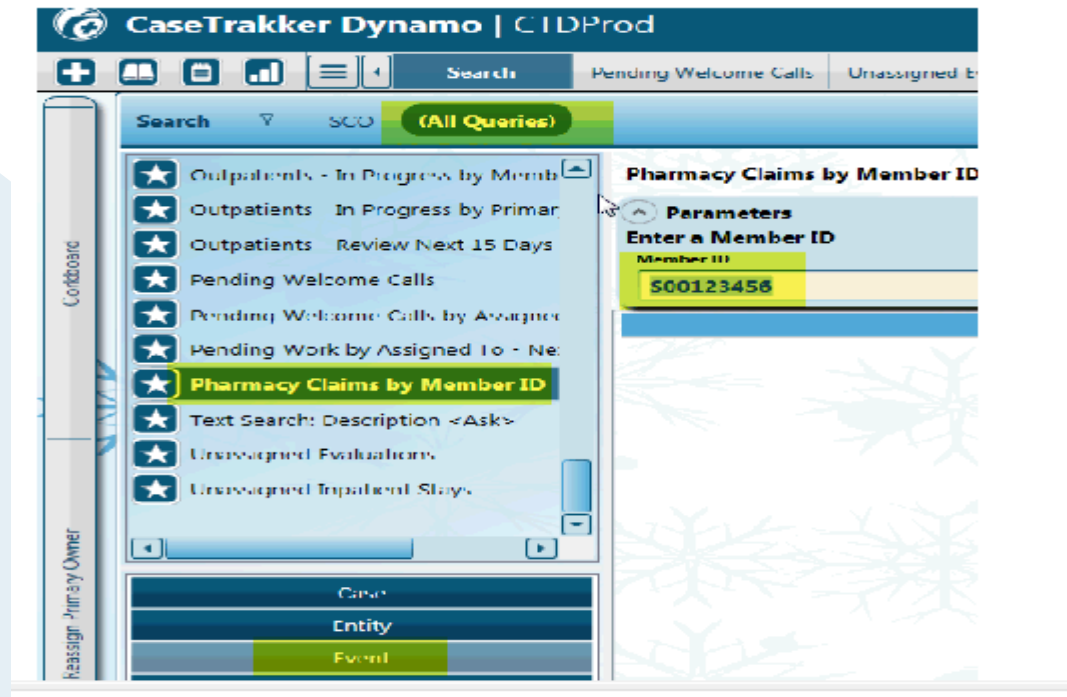 CaseTrakker Dynamo | CTDProd
Search
Pending Welcome Calls
Unassigned E
Search
SCO
(All Queries)
Outpatients - In Progress by Memb
Outpatients - In Progress by Primar
Outpatients - Review Next 15 Days
Pending Welcome Calls
Pending Welcome Calls by Assigned
Pending Work by Assigned To - Ne
Pharmacy Claims by Member ID
Text Search: Description <Ask>
Unassigned Evaluations
Unassigned Inpatient Stays
Case
Entity
Event
Pharmacy Claims by Member ID
Parameters
Enter a Member ID
Member ID
S00123456
Corkboard
Reassign Primary Owner